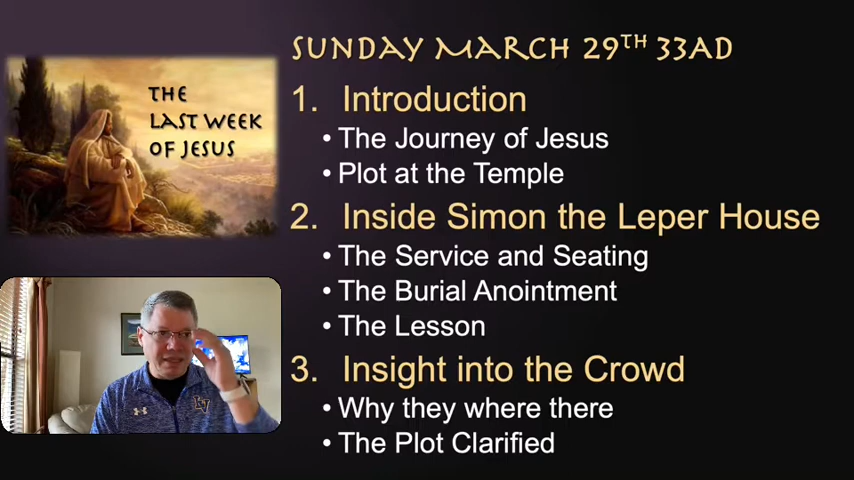 SUNDAY MARCH 29TH 33AD
THE
LAST WEEK
OF JESUS
1. Introduction
• The Journey of Jesus
• Plot at the Temple
2. Inside Simon the Leper House
• The Service and Seating
• The Burial Anointment
• The Lesson
3. Insight into the Crowd
• Why they where there
• The Plot Clarified